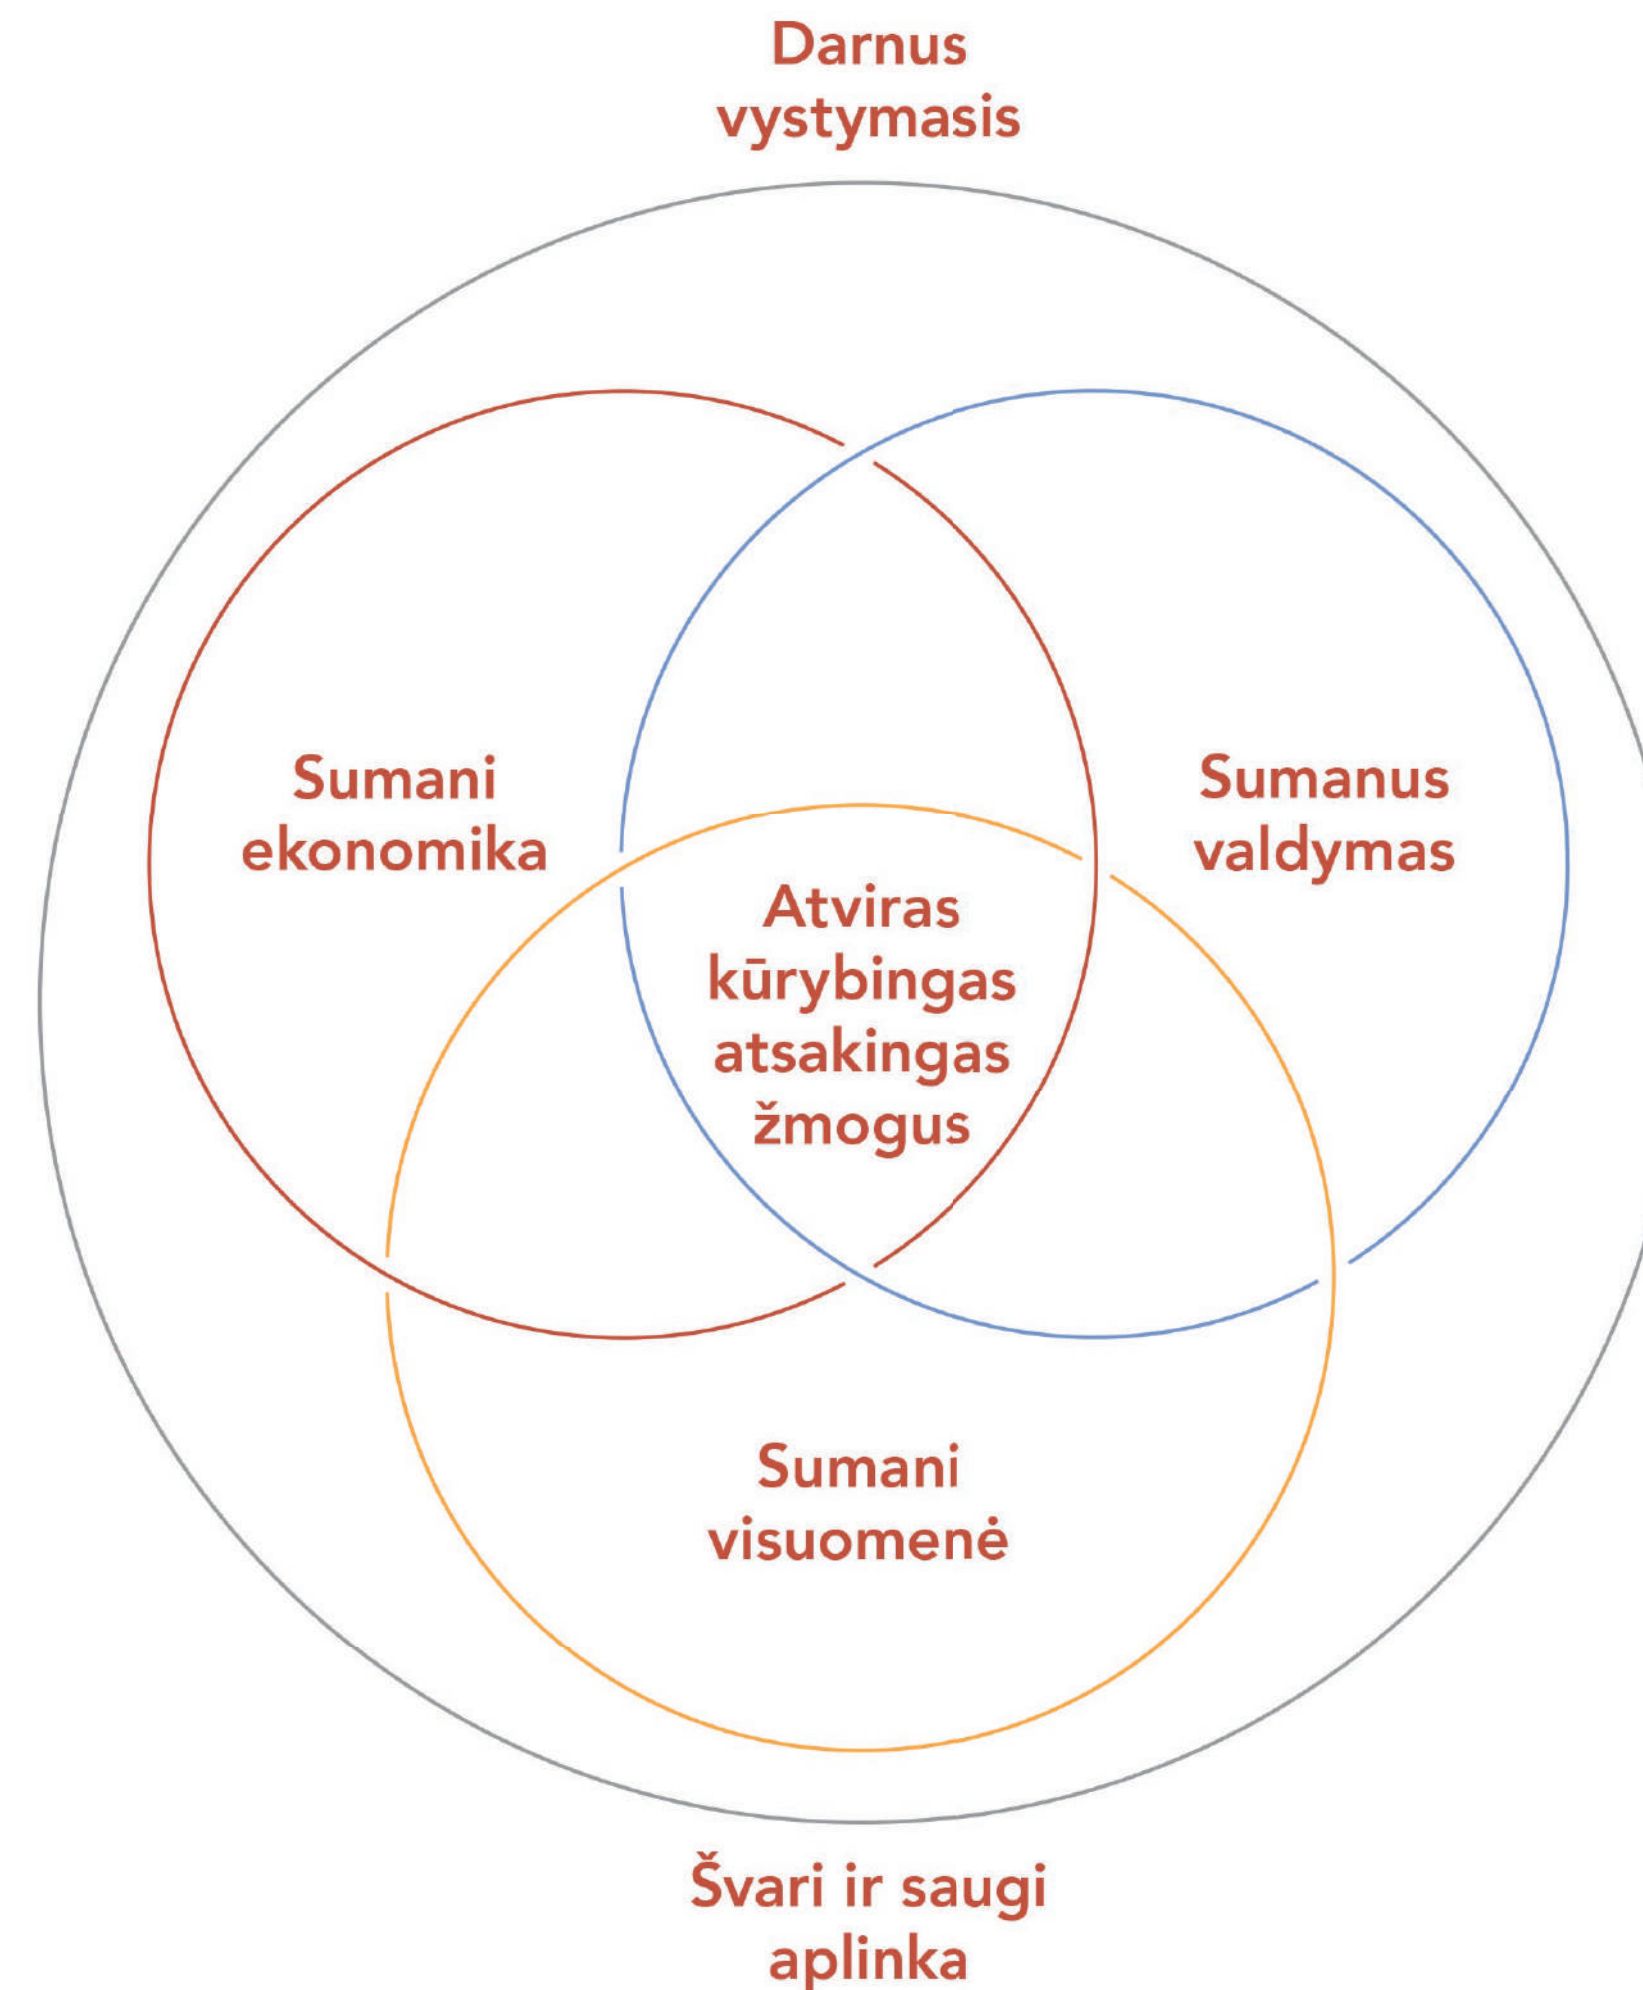 Darnus
vystymasis
Sumani
ekonomika
Sumanus
valdymas
Atviras
kūrybingas
atsakingas
žmogus
Sumani
visuomenė
Švari ir saugi
aplinka